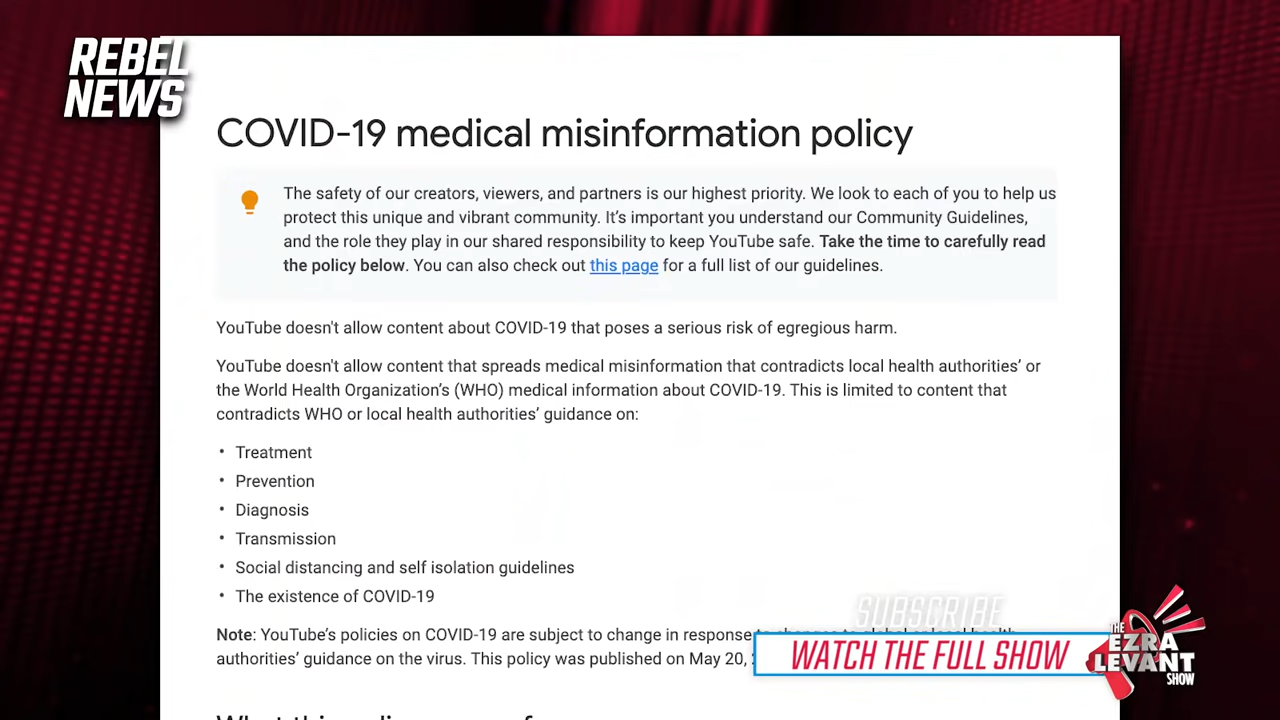 REBEL
NEWS
COVID-19 medical misinformation policy
The safety of our creators, viewers, and partners is our highest priority. We look to each of you to help us
protect this unique and vibrant community. It’s important you understand our Community Guidelines,
and the role they play in our shared responsibility to keep YouTube safe. Take the time to carefully read
the policy below. You can also check out this page for a full list of our guidelines.
YouTube doesn't allow content about COVID-19 that poses a serious risk of egregious harm.
YouTube doesn't allow content that spreads medical misinformation that contradicts local health authorities’ or
the World Health Organization’s (WHO) medical information about COVID-19. This is limited to content that
contradicts WHO or local health authorities’ guidance on:
• Treatment
• Prevention
• Diagnosis
• Transmission
• Social distancing and self isolation guidelines
• The existence of COVID-19
Note: YouTube’s policies on COVID-19 are subject to change in response
authorities’ guidance on the virus. This policy was published on May 20,
SUBSCRIBE
WATCH THE FULL SHOW
THE
EZRA
LEVANT
SHOW